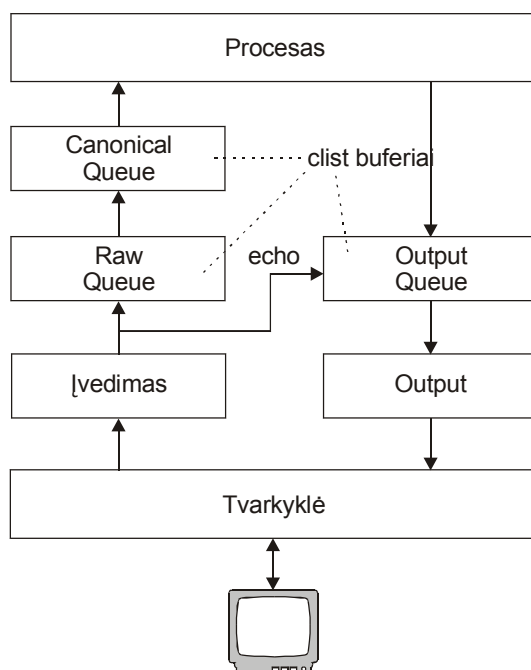 Procesas
Canonical
Queue
clist buferiai
Raw
Queue
echo
Output
Queue
Įvedimas
Output
Tvarkyklė